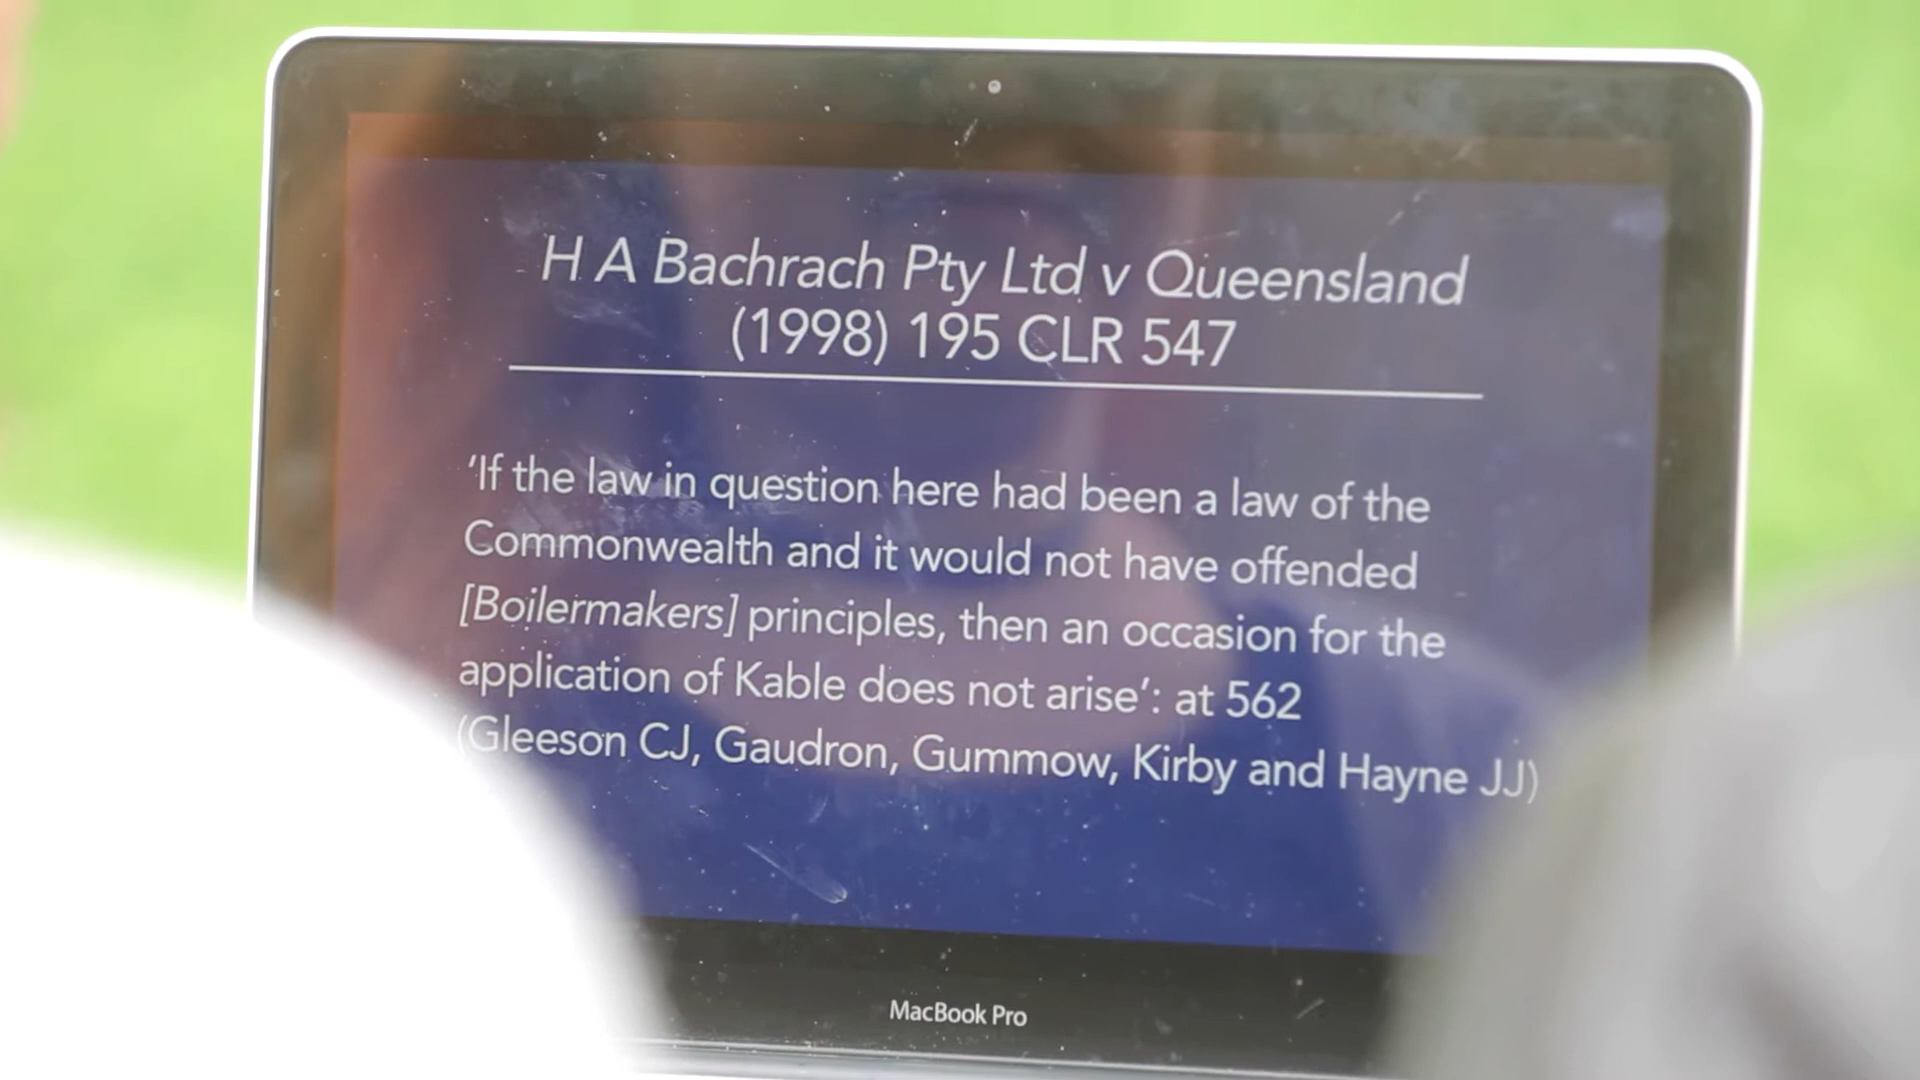 H A Bachrach Pty Ltd v Queensland
(1998) 195 CLR 547
‘If the law in question here had been a law of the
Commonwealth and it would not have offended
[Boilermakers] principles, then an occasion for the
application of Kable does not arise’: at 562
(Gleeson CJ, Gaudron, Gummow, Kirby and Hayne JJ)
MacBook Pro